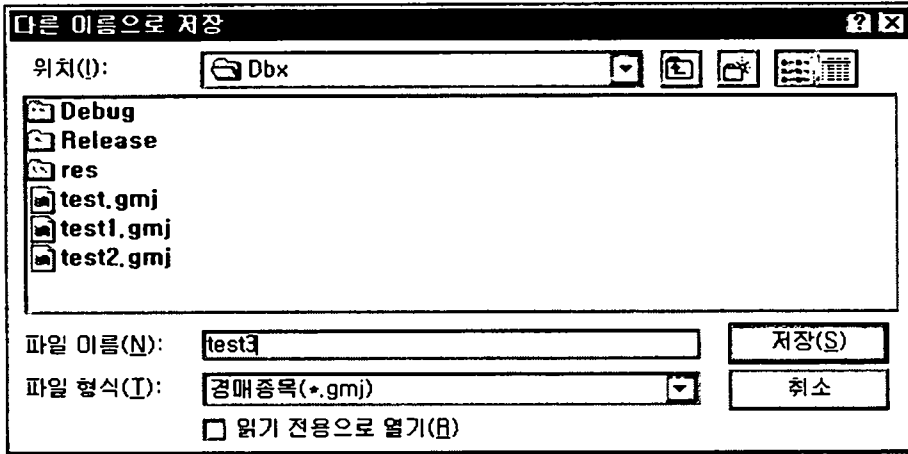 다른 이름으로 저장
위치(I): Dbx
Debug
Release
res
test.gmj
test1.gmj
test2.gmj
파일 이름(N): test3 저장(S)
파일 형식(T): 경매종목(*.gmj) 취소
읽기 전용으로 열기(R)